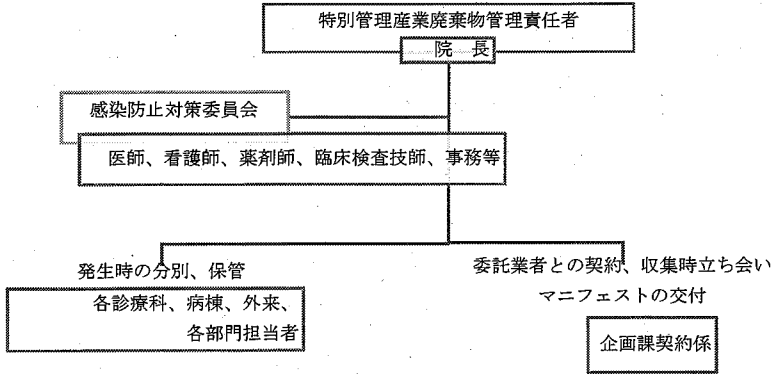 特別管理産業廃棄物管理責任者
院　長
感染防止対策委員会
医師、看護師、薬剤師、臨床検査技師、事務等
発生時の分別、保管
各診療科、病棟、外来、
各部門担当者
委託業者との契約、収集時立ち会い
マニフェストの交付
企画課契約係